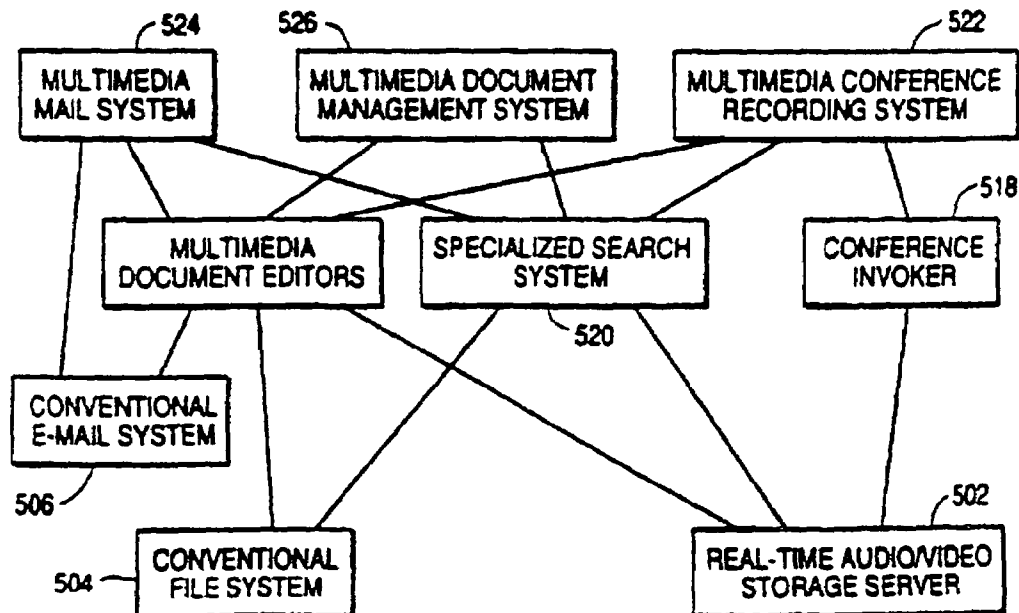 524
526
522
MULTIMEDIA
MAIL SYSTEM
MULTIMEDIA DOCUMENT
MANAGEMENT SYSTEM
MULTIMEDIA CONFERENCE
RECORDING SYSTEM
518
MULTIMEDIA
DOCUMENT EDITORS
SPECIALIZED SEARCH
SYSTEM
CONFERENCE
INVOKER
520
CONVENTIONAL
E-MAIL SYSTEM
506
502
504
CONVENTIONAL
FILE SYSTEM
REAL-TIME AUDIO/VIDEO
STORAGE SERVER